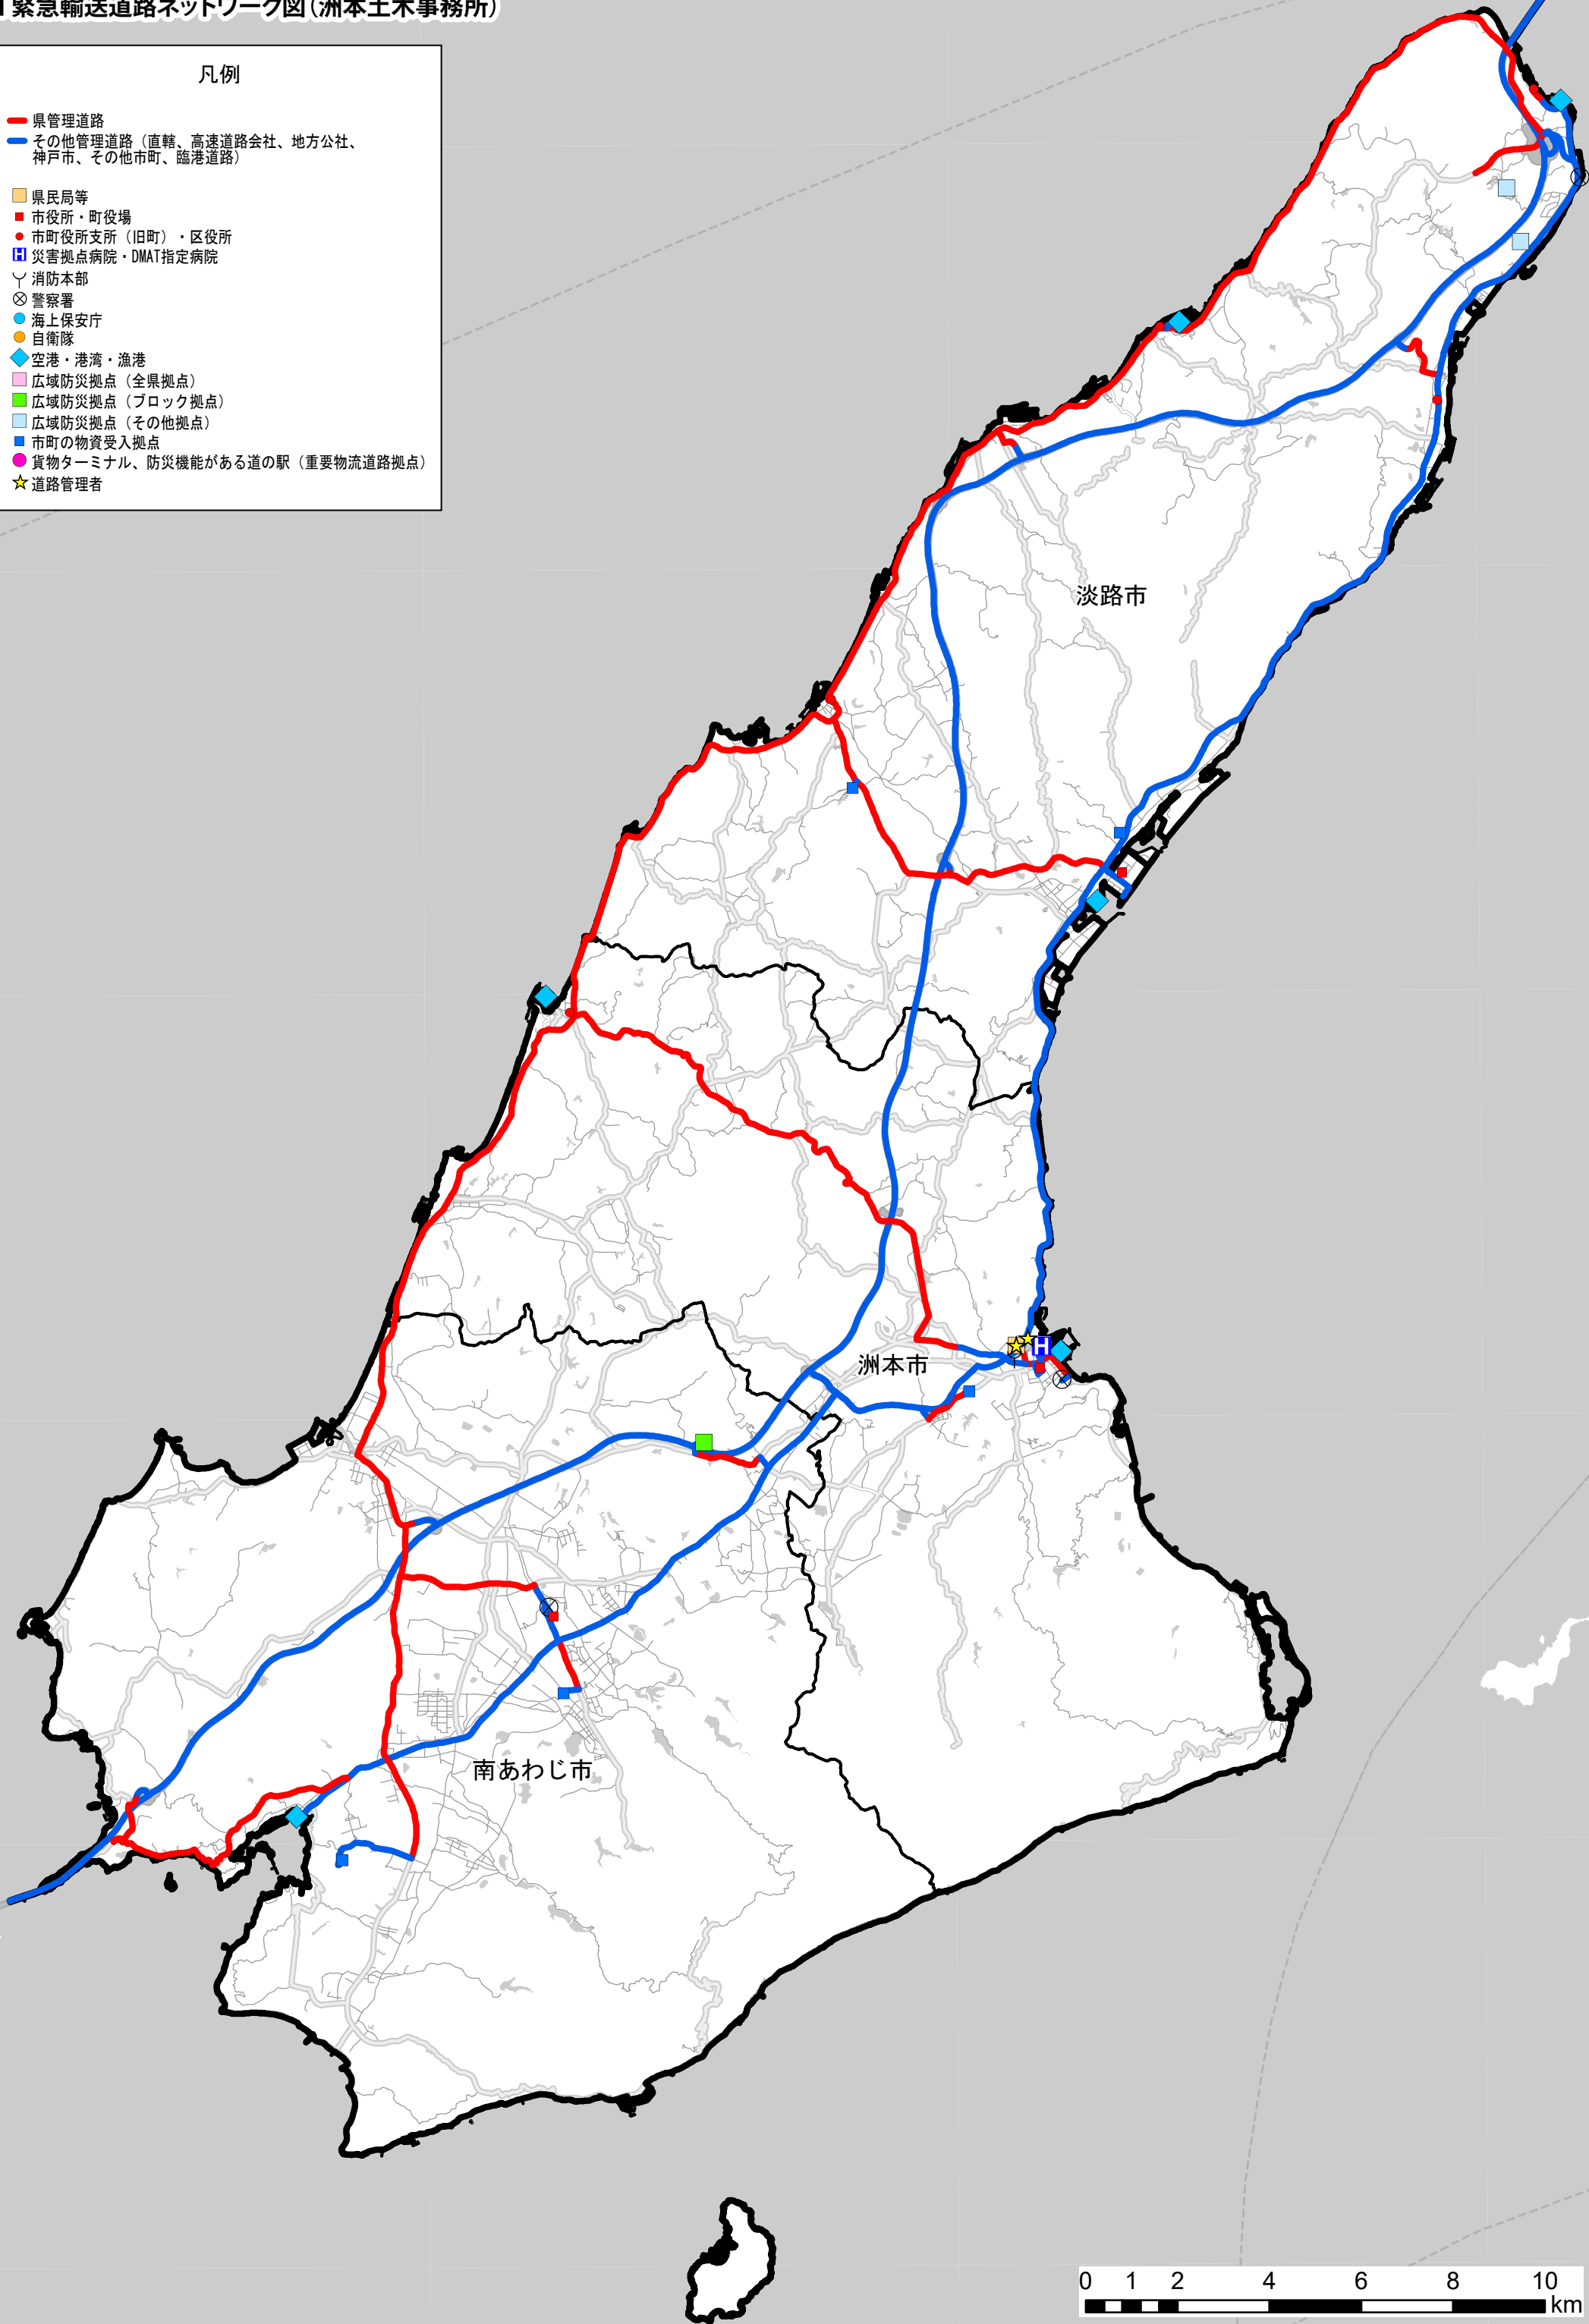 緊急輸送道路ネットワーク図(洲本土木事務所)
凡例
県管理道路
その他管理道路(直轄、高速道路会社、地方公社、
神戸市、その他市町、臨港道路)
県民局等
市役所・町役場
市町役所支所(旧町)・区役所
H 災害拠点病院・DMAT指定病院
消防本部
警察署
海上保安庁
自衛隊
空港・港湾・漁港
広域防災拠点(全県拠点)
広域防災拠点(ブロック拠点)
広域防災拠点(その他拠点)
市町の物資受入拠点
貨物ターミナル、防災機能がある道の駅(重要物流道路拠点)
道路管理者
淡路市
H
洲本市
南あわじ市
0 1 2 4 6 8 10
km